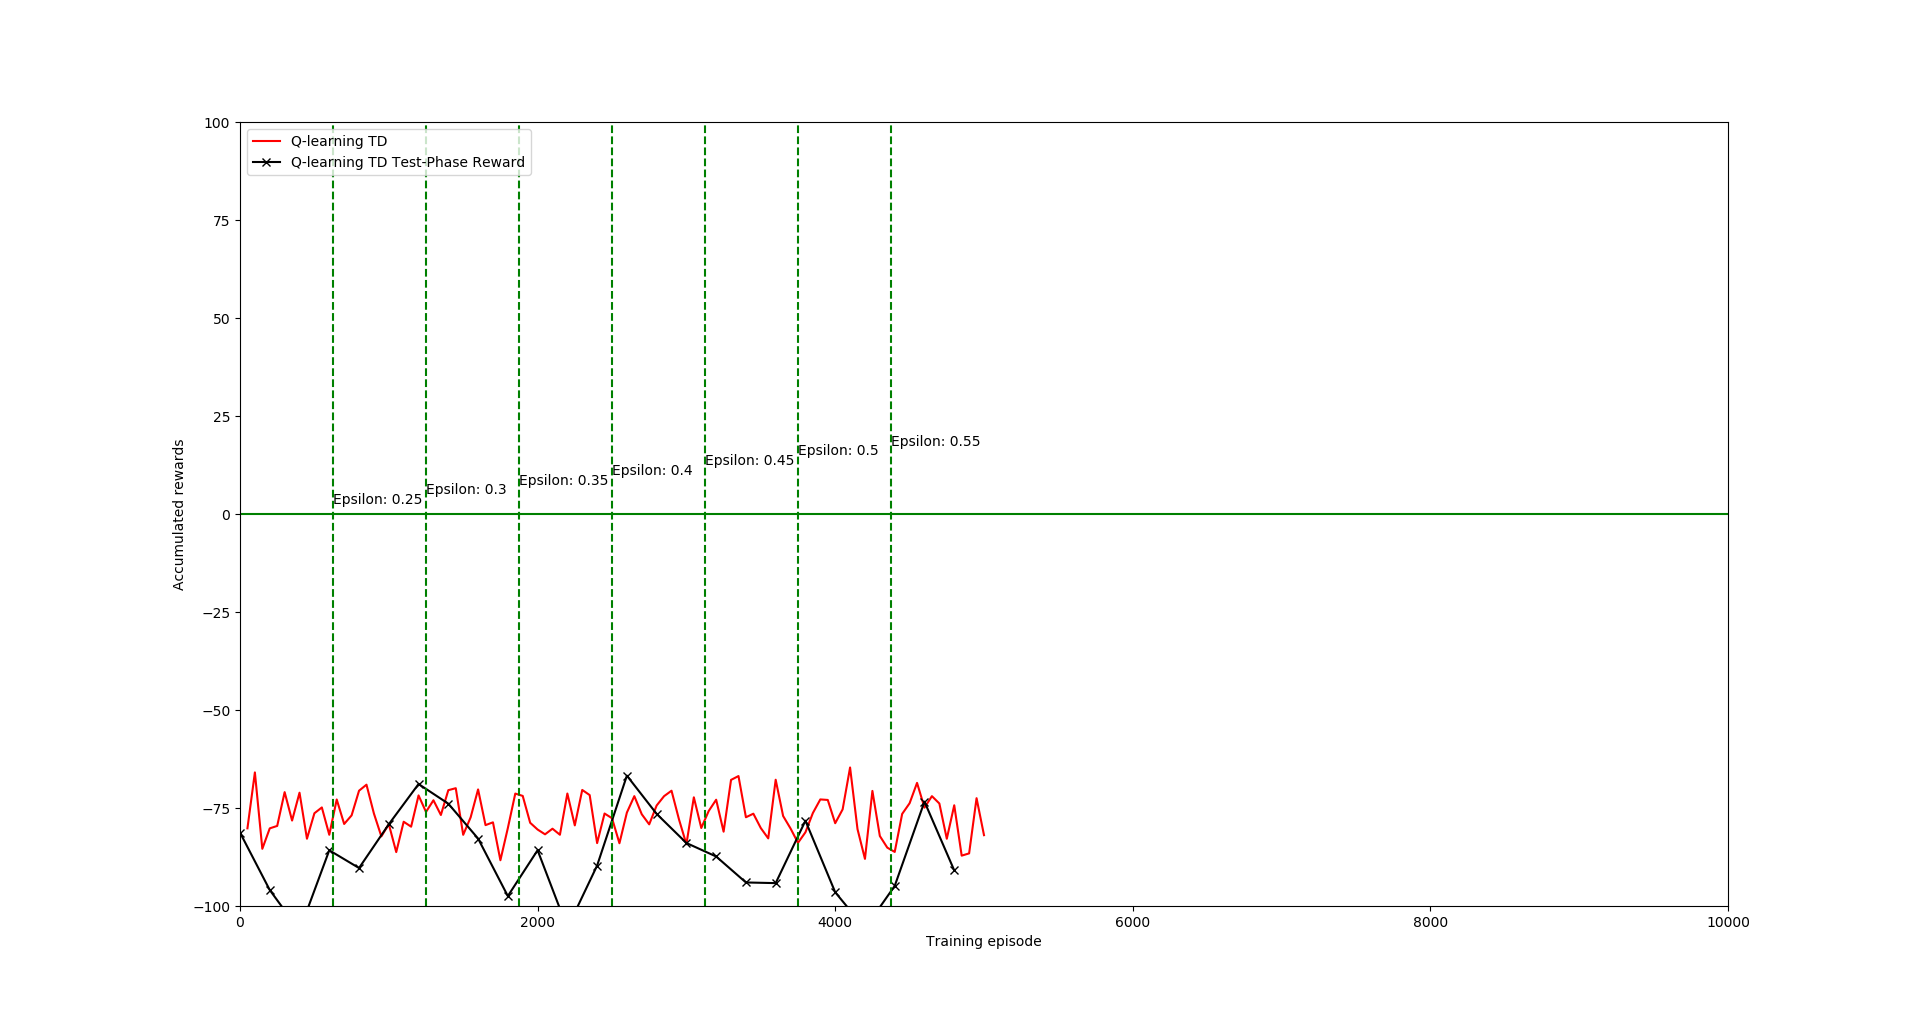 Q-learning TD
Q-learning TD Test-Phase Reward
100
75
50
25
0
−25
−50
−75
−100
Accumulated rewards
Epsilon: 0.25
Epsilon: 0.3
Epsilon: 0.35
Epsilon: 0.4
Epsilon: 0.45
Epsilon: 0.5
Epsilon: 0.55
0
2000
4000
6000
8000
10000
Training episode